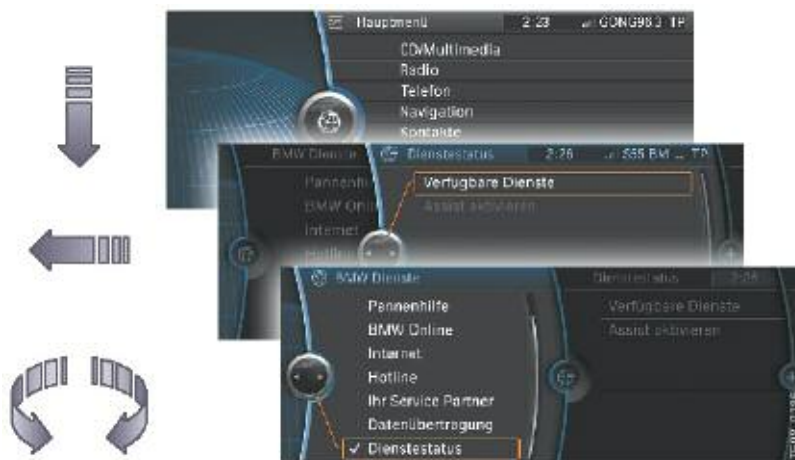 Hauptmenü 2:23 GONG96.3 TP
CD/Multimedia
Radio
Telefon
Navigation
Kontakte
BMW Dienste Dienstestatus 2:26 BM TP
Verfügbare Dienste
Assist aktivieren
BMW Onli
Internet
Hotline
BMW Dienste Dienstestatus 2:26
Pannenhilfe Verfügbare Dienste
BMW Online Assist aktivieren
Internet
Hotline
Ihr Service Partner
Datenübertragung
✓ Dienstestatus